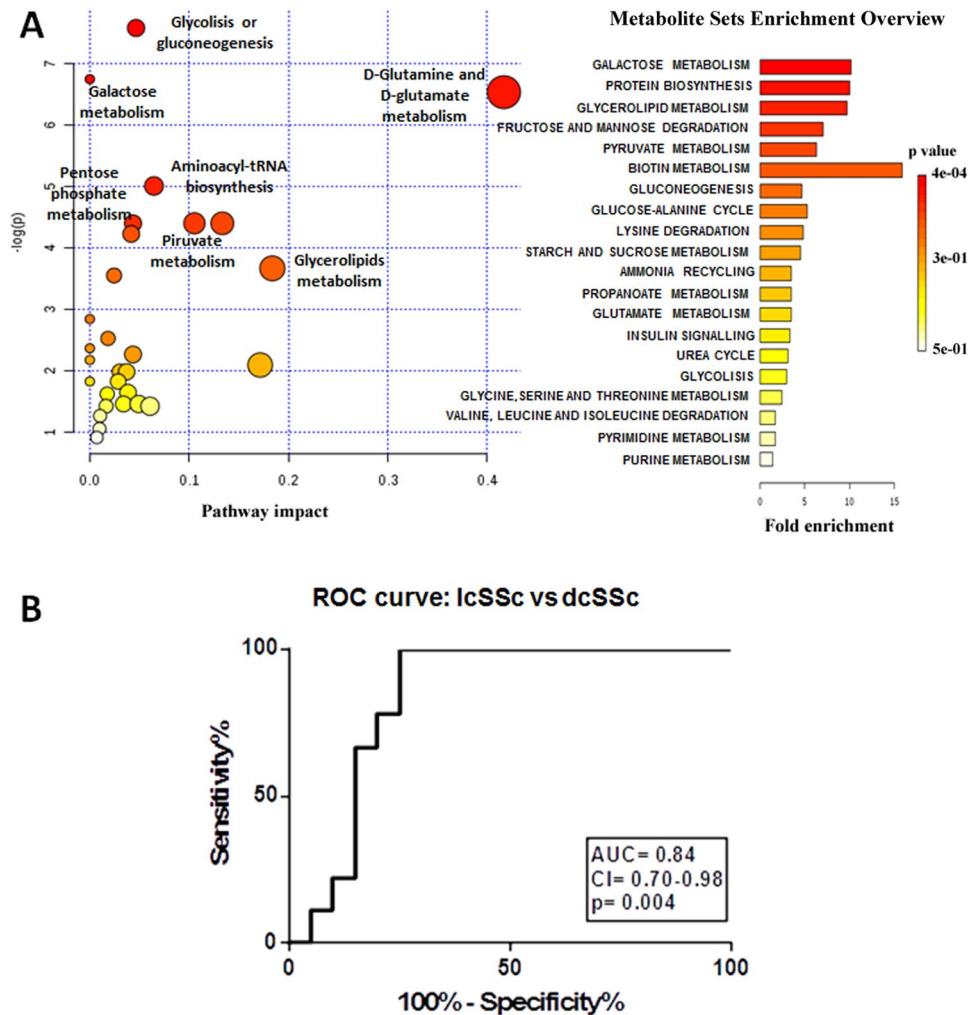 A
Glycolisis or
gluconeogenesis
Galactose
metabolism
D-Glutamine and
D-glutamate
metabolism
Aminoacyl-tRNA
biosynthesis
Pentose
phosphate
metabolism
Piruvate
metabolism
Glycerolipids
metabolism
-log(p)
7
6
5
4
3
2
1
0.0 0.1 0.2 0.3 0.4
Pathway impact
Metabolite Sets Enrichment Overview
GALACTOSE METABOLISM
PROTEIN BIOSYNTHESIS
GLYCEROLIPID METABOLISM
FRUCTOSE AND MANNOSE DEGRADATION
PYRUVATE METABOLISM
BIOTIN METABOLISM
GLUCONEOGENESIS
GLUCOSE-ALANINE CYCLE
LYSINE DEGRADATION
STARCH AND SUCROSE METABOLISM
AMMONIA RECYCLING
PROPANOATE METABOLISM
GLUTAMATE METABOLISM
INSULIN SIGNALLING
UREA CYCLE
GLYCOLISIS
GLYCINE, SERINE AND THREONINE METABOLISM
VALINE, LEUCINE AND ISOLEUCINE DEGRADATION
PYRIMIDINE METABOLISM
PURINE METABOLISM
0 5 10 15
Fold enrichment
p value
4e-04
3e-01
5e-01
B
ROC curve: lcSSc vs dcSSc
Sensitivity%
100
50
0
0 50 100
100% - Specificity%
AUC= 0.84
CI= 0.70-0.98
p= 0.004